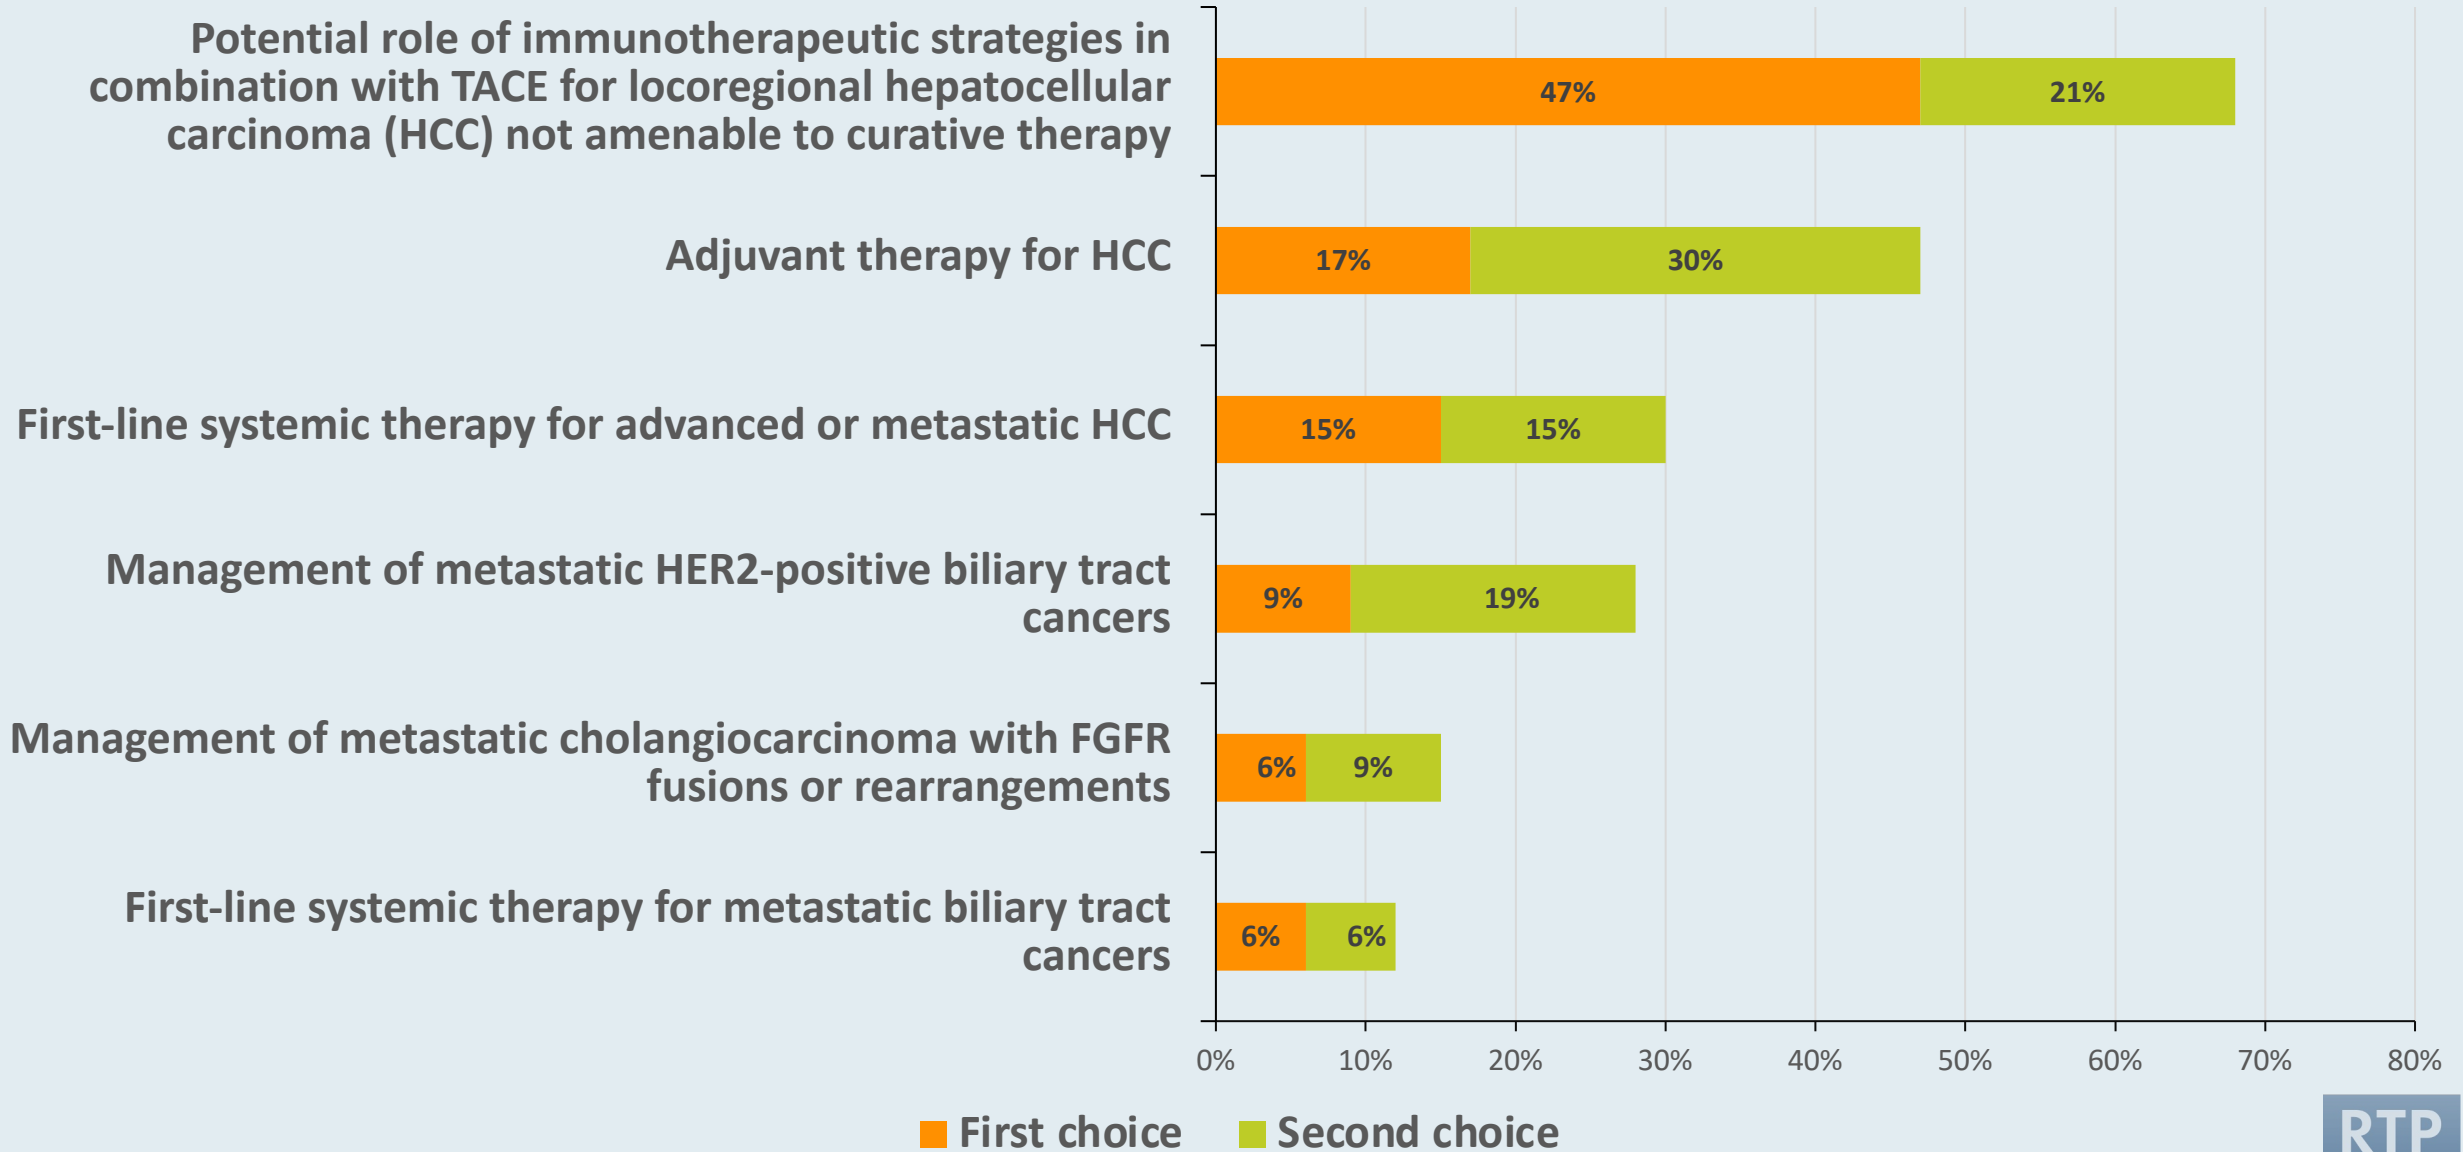 Potential role of immunotherapeutic strategies in
combination with TACE for locoregional hepatocellular
carcinoma (HCC) not amenable to curative therapy
47%
21%
Adjuvant therapy for HCC
17%
30%
First-line systemic therapy for advanced or metastatic HCC
15%
15%
Management of metastatic HER2-positive biliary tract
cancers
9%
19%
Management of metastatic cholangiocarcinoma with FGFR
fusions or rearrangements
6%
9%
First-line systemic therapy for metastatic biliary tract
cancers
6%
6%
0% 10% 20% 30% 40% 50% 60% 70% 80%
First choice Second choice
RTP